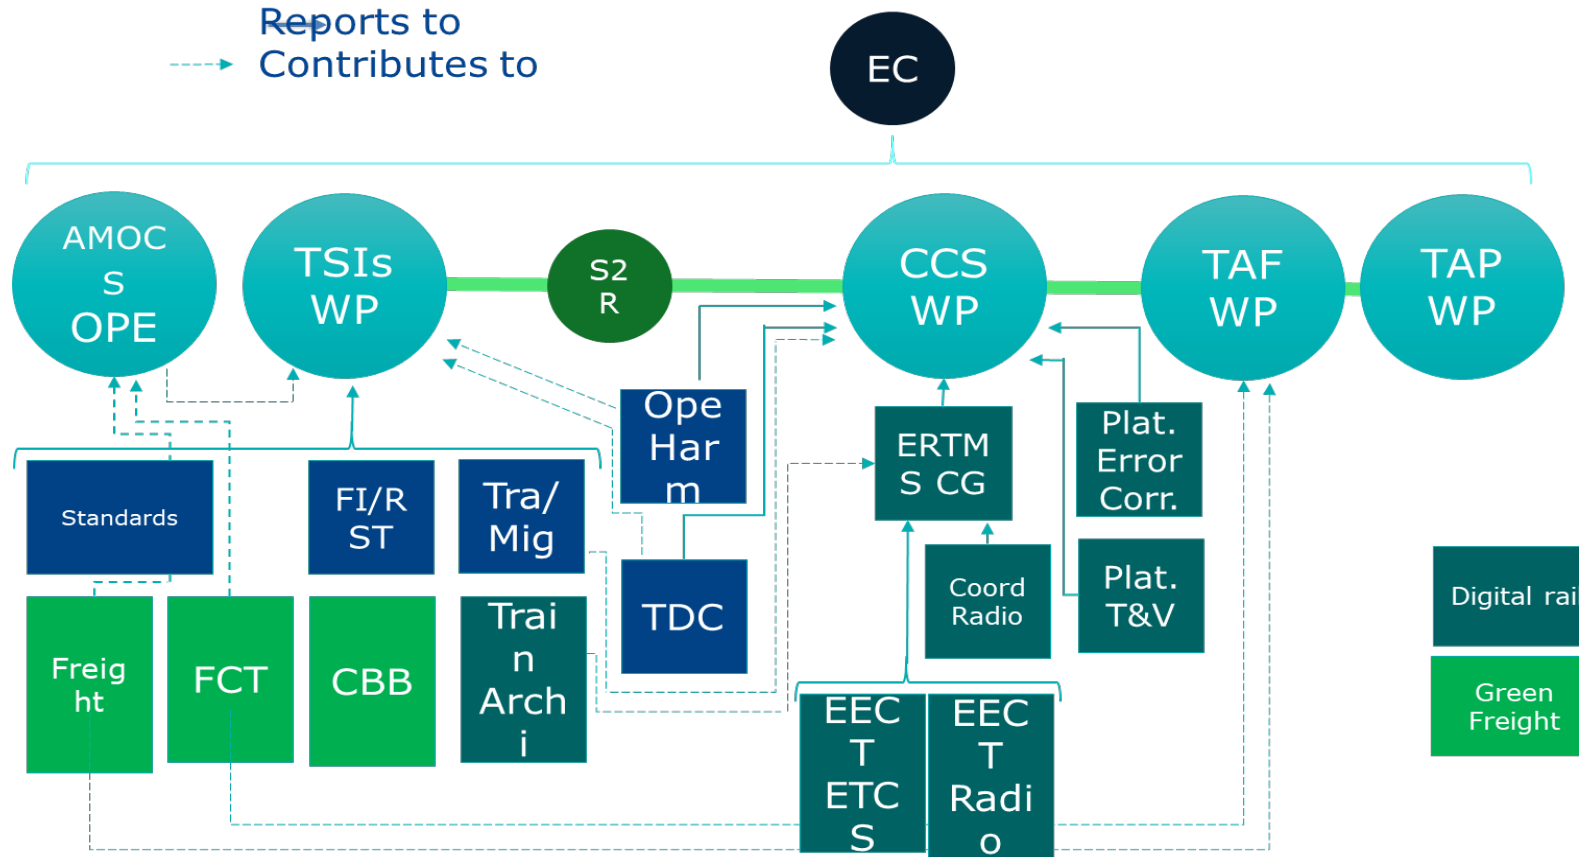 Reports to
Contributes to
EC
AMOC
S
OPE
TSIs
WP
S2
R
CCS
WP
TAF
WP
TAP
WP
Ope
Har
m
ERTM
S CG
Plat.
Error
Corr.
Standards
FI/R
ST
Tra/
Mig
TDC
Coord
Radio
Plat.
T&V
Digital rail
Freig
ht
FCT
CBB
Trai
n
Archi
i
EEC
T
ETC
S
EEC
T
Radi
o
Green
Freight